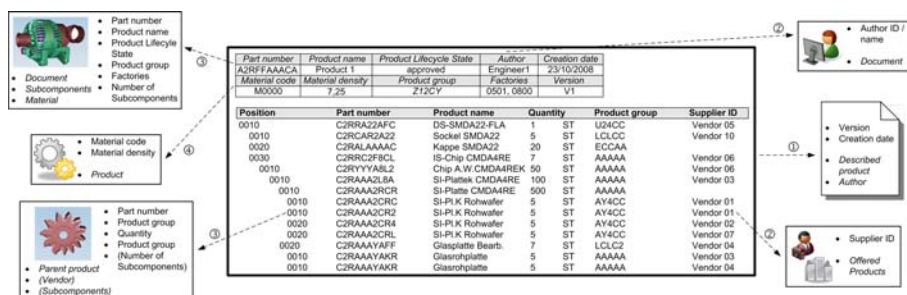 Part number
Product name
Product Lifecyle
State
Product group
Factories
Number of
Subcomponents
Document
Subcomponents
Material
③
Material code
Material density
Product
④
Part number
Product group
Quantity
Product group
(Number of
Subcomponents)
Parent product
(Vendor)
(Subcomponents)
③
Part number Product name Product Lifecycle State Author Creation date
A2RFFAAACA Product 1 approved Engineer1 23/10/2008
Material code Material density Product group Factories Version
M0000 7,25 Z12CY 0501, 0800 V1
Position Part number Product name Quantity Product group Supplier ID
0010 C2RRA22AFC DS-SMDA22-FLA 1 ST U24CC Vendor 05
0010 C2RCAR2A22 Sockel SMDA22 5 ST LCLCC Vendor 10
0020 C2RALAAAAC Kappe SMDA22 20 ST ECCAA
0030 C2RRC2F8CL IS-Chip CMDA4RE 7 ST AAAAA Vendor 06
0010 C2RYYYA8L2 Chip A.W.CMDA4REK 50 ST AAAAA Vendor 06
0010 C2RAAA2L8A SI-Plattek CMDA4RE 100 ST AAAAA Vendor 03
0010 C2RAAA2RCR SI-Platte CMDA4RE 500 ST AAAAA
0010 C2RAAA2CRC SI-Pl.K Rohwafer 5 ST AY4CC Vendor 01
0010 C2RAAA2CR2 SI-Pl.K Rohwafer 5 ST AY4CC Vendor 01
0020 C2RAAA2CR4 SI-Pl.K Rohwafer 5 ST AY4CC Vendor 02
0020 C2RAAA2CRL SI-Pl.K Rohwafer 5 ST AY4CC Vendor 07
0020 C2RAAAYAFF Glasplatte Bearb. 7 ST LCLC2 Vendor 04
0010 C2RAAAYAKR Glasrohplatte 5 ST AAAAA Vendor 03
0010 C2RAAAYAKR Glasrohplatte 5 ST AAAAA Vendor 04
②
Author ID /
name
Document
①
Version
Creation date
Described
product
Author
②
Supplier ID
Offered
Products